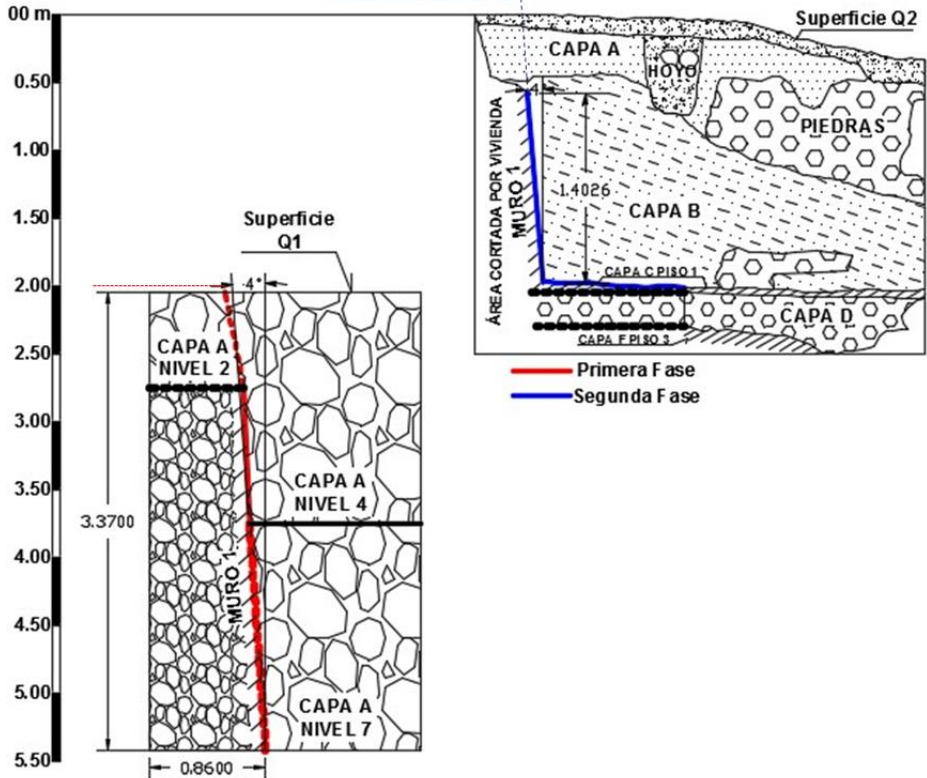 00 m
0.50
1.00
1.50
2.00
2.50
3.00
3.50
4.00
4.50
5.00
5.50
Superficie Q2
CAPA A
HOYO
PIEDRAS
4°
1.4026
ÁREA CORTADA POR VIVIENDA
MURO 1
CAPA B
CAPA C PISO 1
CAPA D
CAPA F PISO 3
Primera Fase
Segunda Fase
Superficie
Q1
4°
CAPA A
NIVEL 2
CAPA A
NIVEL 4
3.3700
MURO 1
CAPA A
NIVEL 7
0.8600